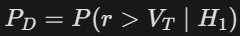 P_D = P(r > V_T | H_1)